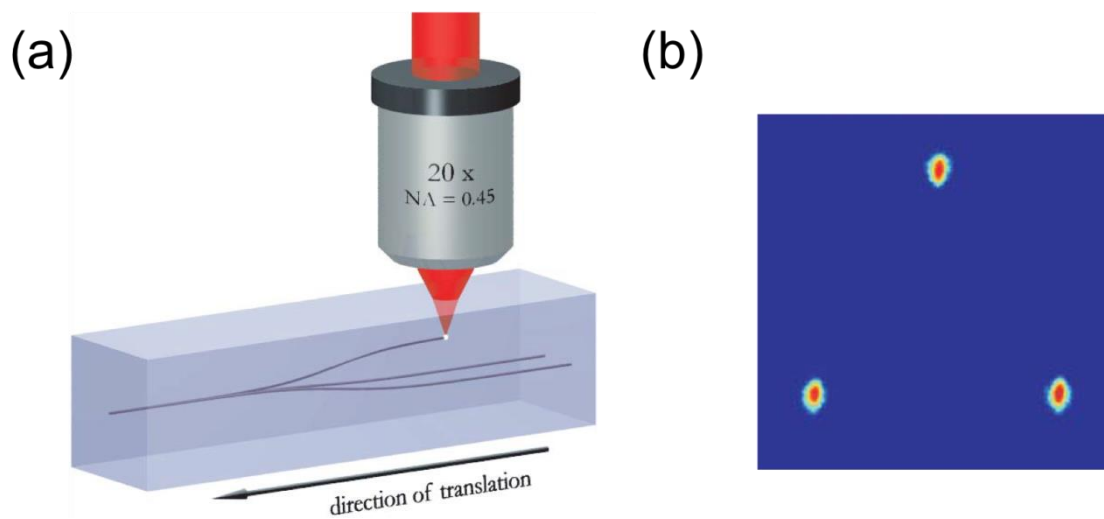 (a)
(b)
20 x
NA = 0.45
direction of translation